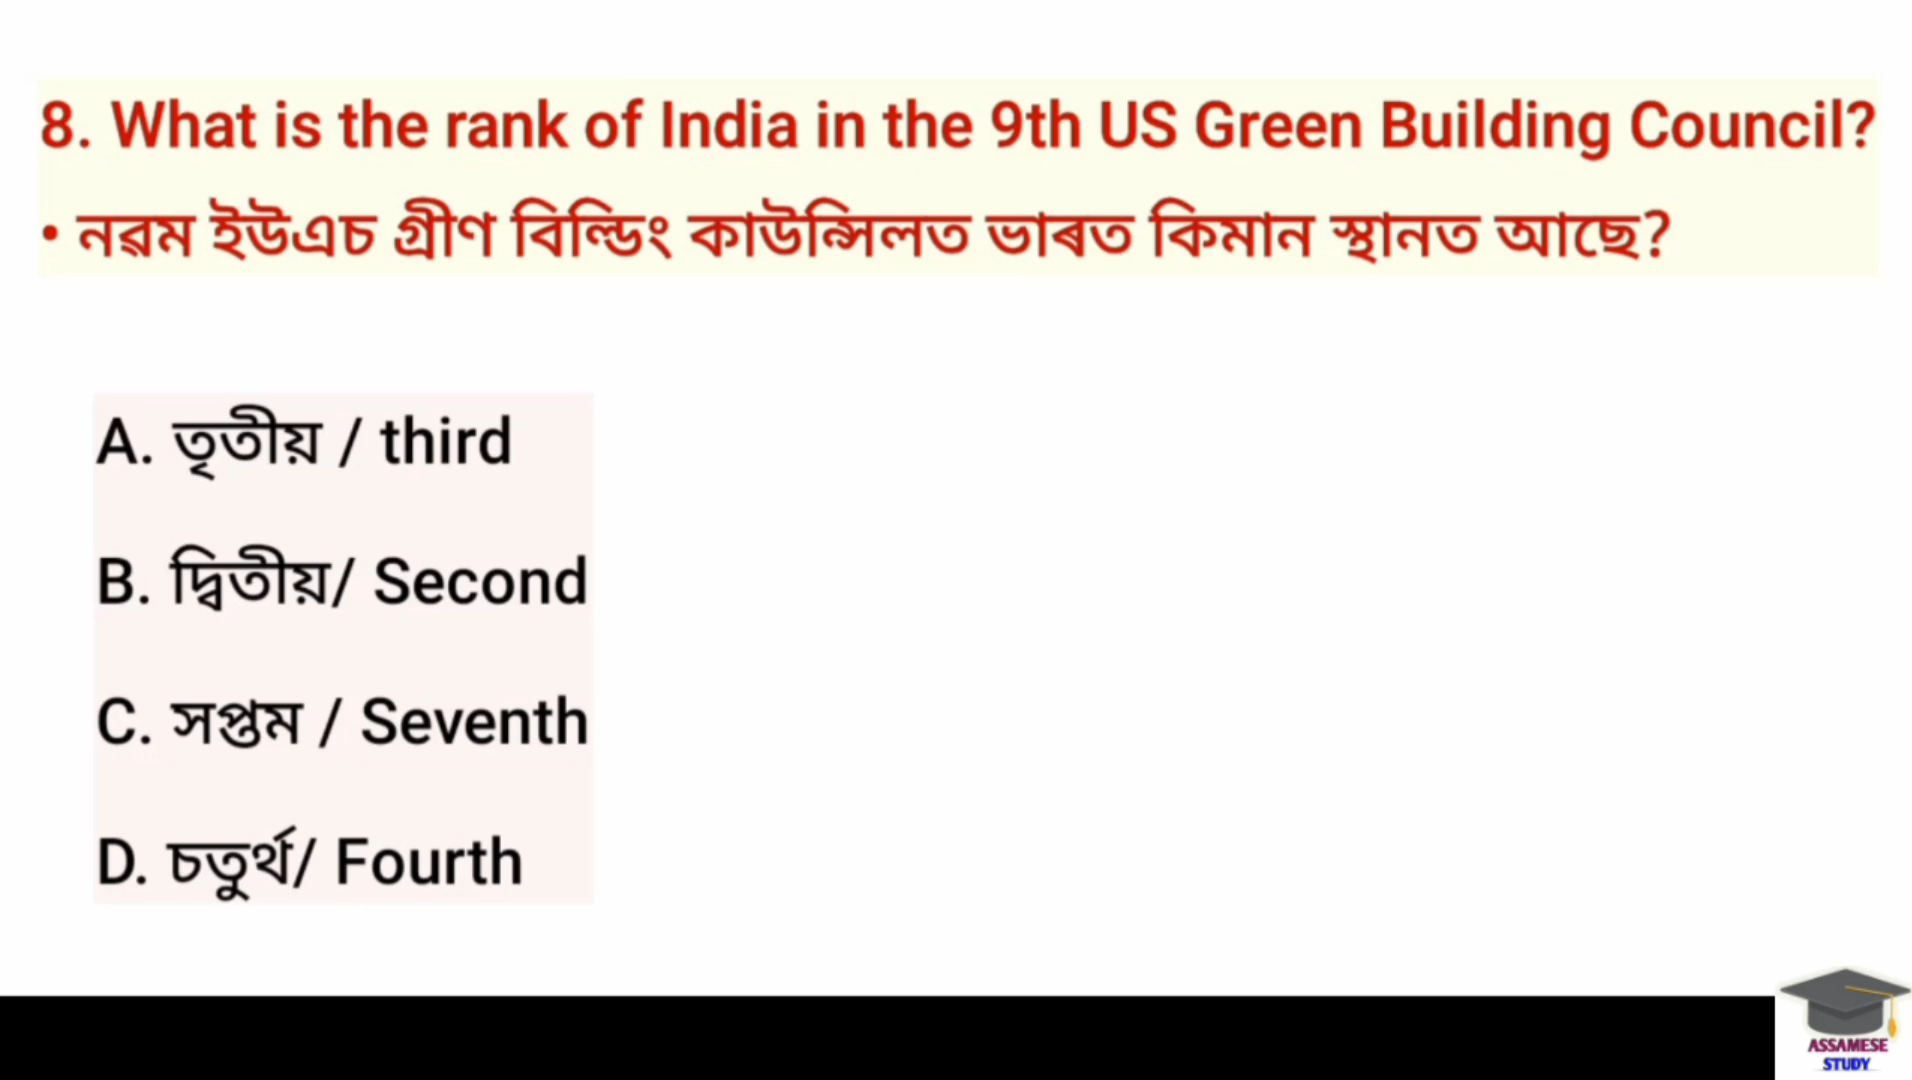 8. What is the rank of India in the 9th US Green Building Council?
• নৱম ইউএচ গ্ৰীণ বিল্ডিং কাউন্সিলত ভাৰত কিমান স্থানত আছে?
A. তৃতীয় / third
B. দ্বিতীয়/ Second
C. সপ্তম / Seventh
D. চতুৰ্থ/ Fourth
ASSAMESE
STUDY